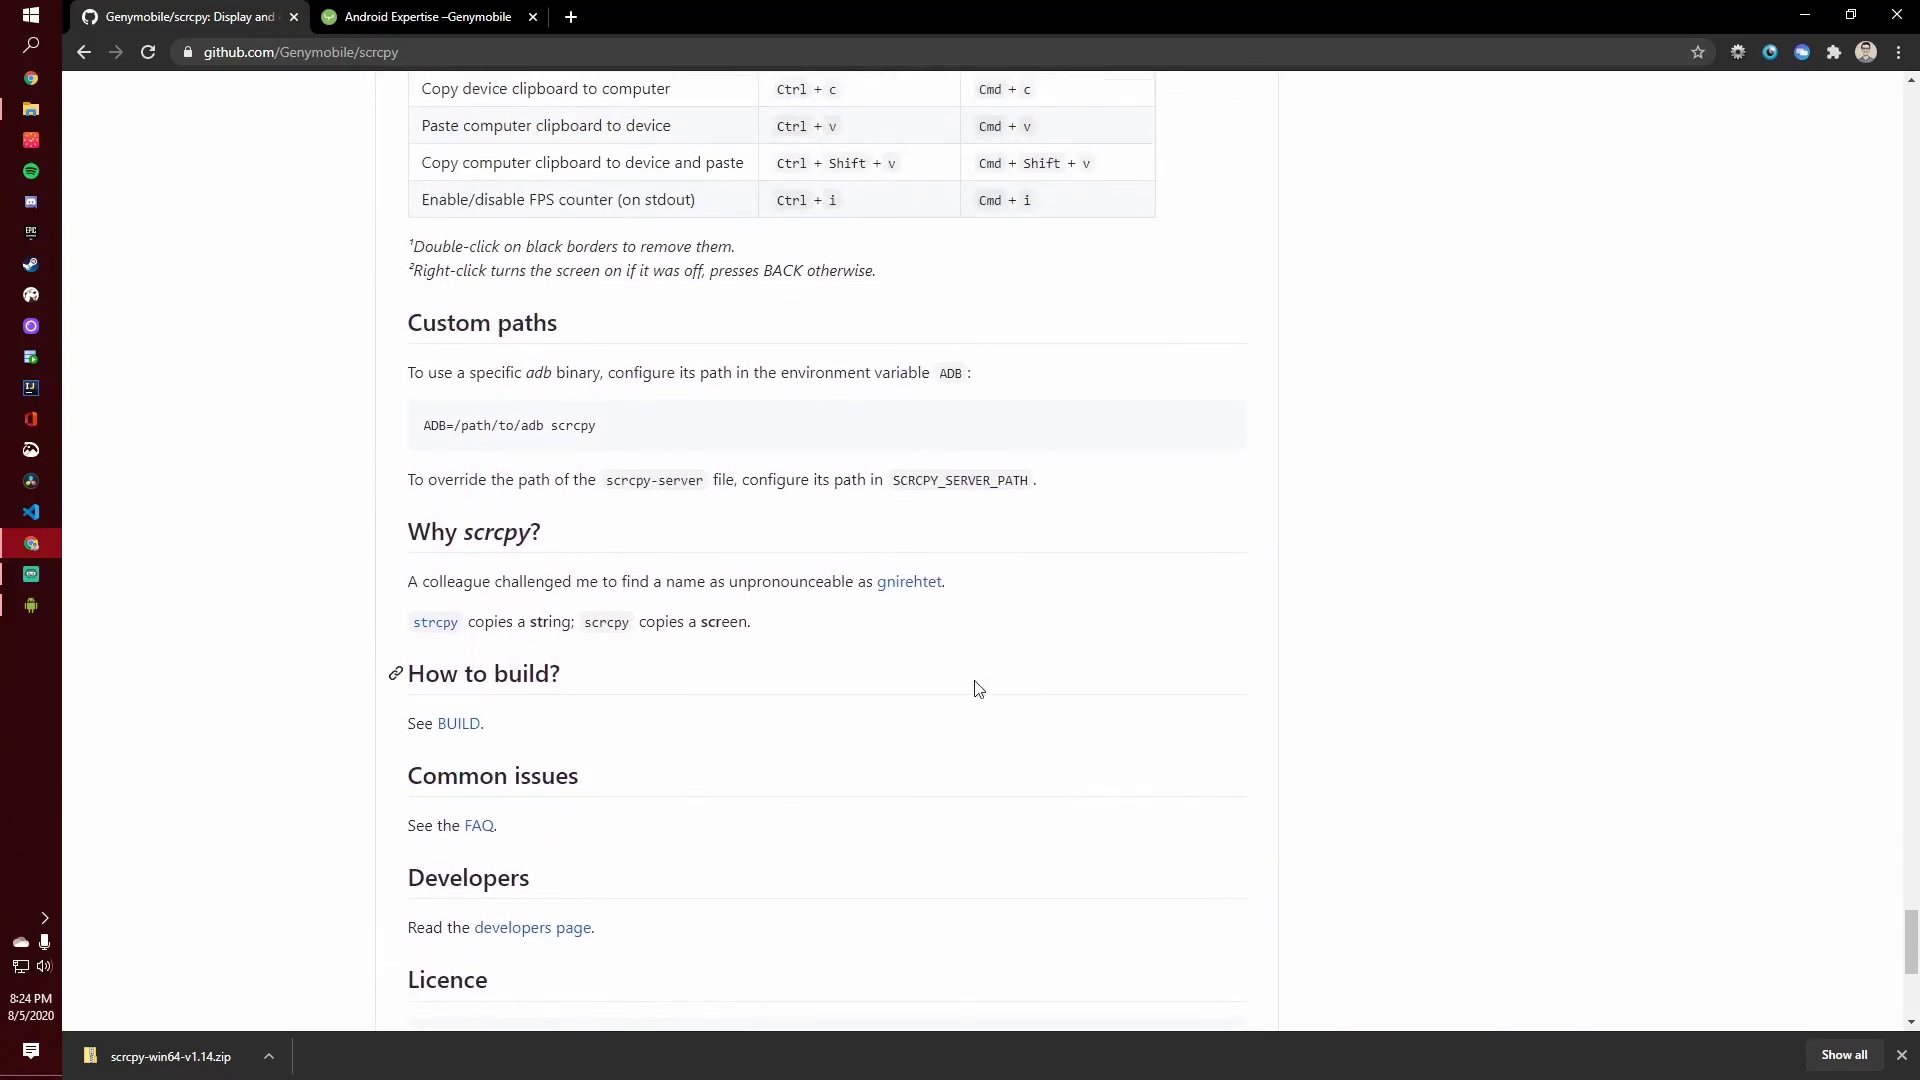 Genymobile/scrcpy: Display and
Android Expertise –Genymobile
github.com/Genymobile/scrcpy
Copy device clipboard to computer Ctrl + c Cmd + c
Paste computer clipboard to device Ctrl + v Cmd + v
Copy computer clipboard to device and paste Ctrl + Shift + v Cmd + Shift + v
Enable/disable FPS counter (on stdout) Ctrl + i Cmd + i
¹Double-click on black borders to remove them.
²Right-click turns the screen on if it was off, presses BACK otherwise.
Custom paths
To use a specific adb binary, configure its path in the environment variable ADB :
ADB=/path/to/adb scrcpy
To override the path of the scrcpy-server file, configure its path in SCRCPY_SERVER_PATH .
Why scrcpy?
A colleague challenged me to find a name as unpronounceable as gnirehtet.
strcpy copies a string; scrcpy copies a screen.
How to build?
See BUILD.
Common issues
See the FAQ.
Developers
Read the developers page.
Licence
EPIC
IJ
8:24 PM
8/5/2020
scrcpy-win64-v1.14.zip
Show all